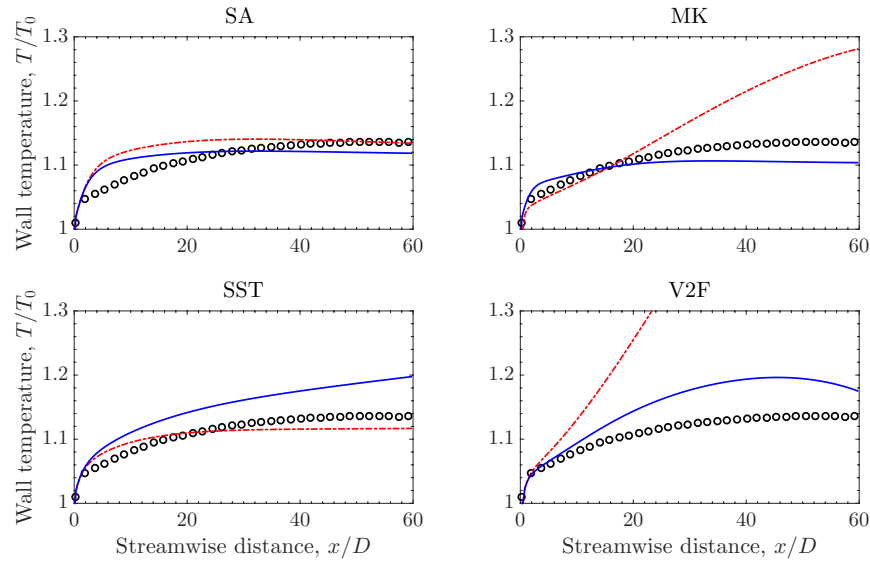 SA
MK
Wall temperature, T/T₀
1.3
1.2
1.1
1
0 20 40 60
1.3
1.2
1.1
1
0 20 40 60
SST
V2F
Wall temperature, T/T₀
1.3
1.2
1.1
1
0 20 40 60
Streamwise distance, x/D
1.3
1.2
1.1
1
0 20 40 60
Streamwise distance, x/D